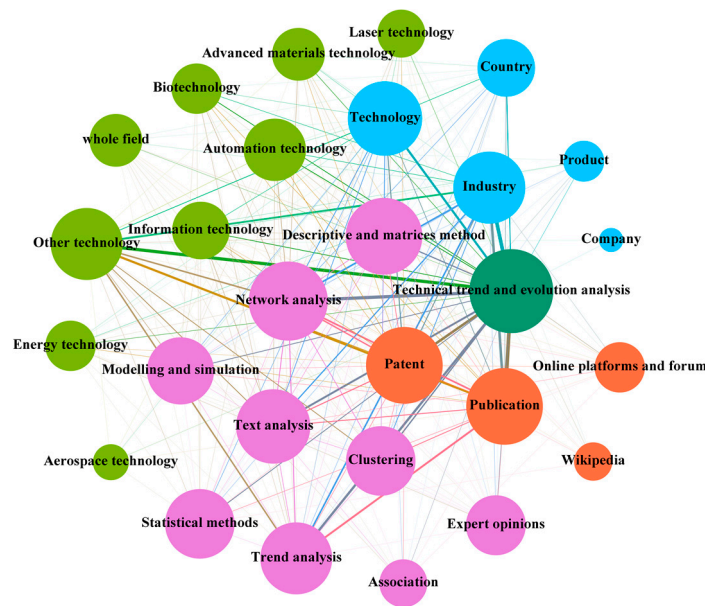 Laser technology
Advanced materials technology
Country
Biotechnology
Technology
whole field
Automation technology
Product
Industry
Information technology
Descriptive and matrices method
Company
Other technology
Technical trend and evolution analysis
Network analysis
Energy technology
Patent
Online platforms and forum
Modelling and simulation
Publication
Text analysis
Clustering
Wikipedia
Aerospace technology
Statistical methods
Expert opinions
Trend analysis
Association